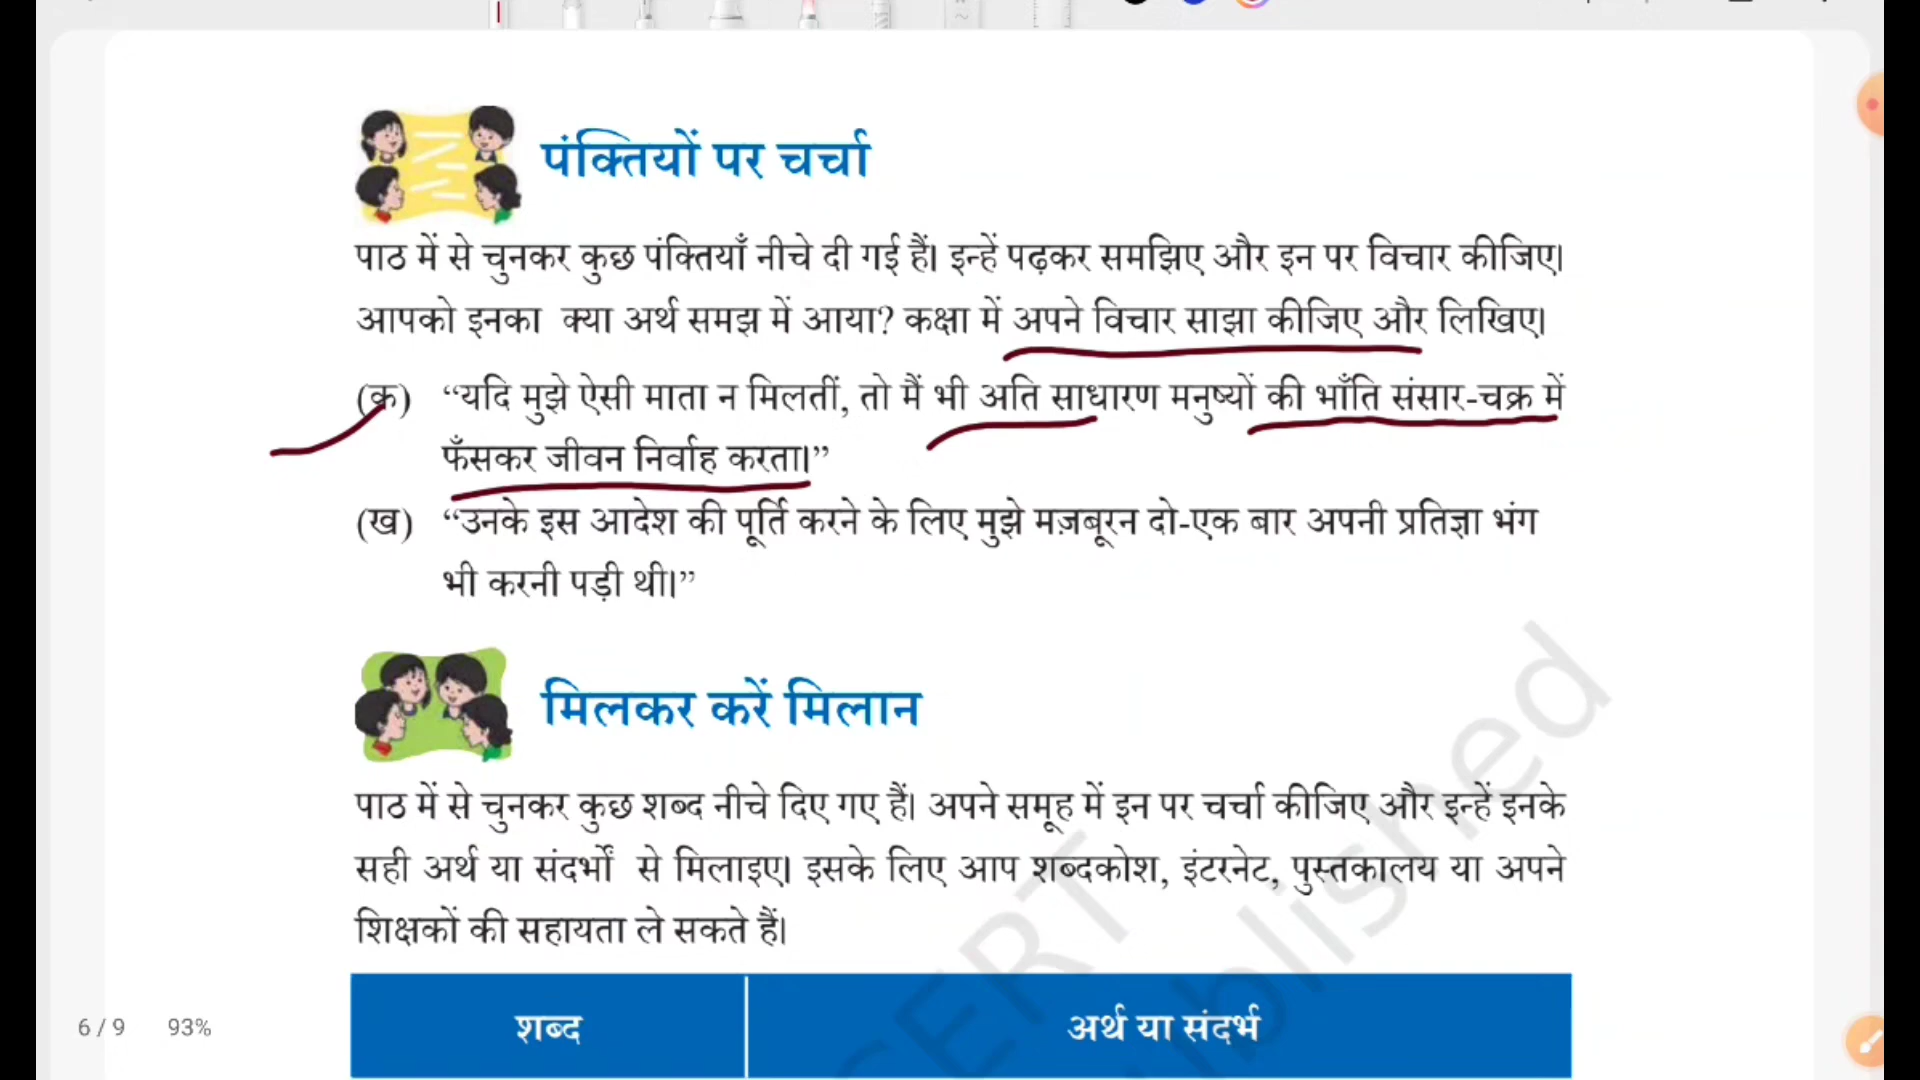 पंक्तियों पर चर्चा
पाठ में से चुनकर कुछ पंक्तियाँ नीचे दी गई हैं। इन्हें पढ़कर समझिए और इन पर विचार कीजिए।
आपको इनका क्या अर्थ समझ में आया? कक्षा में अपने विचार साझा कीजिए और लिखिए।
(क) “यदि मुझे ऐसी माता न मिलतीं, तो मैं भी अति साधारण मनुष्यों की भाँति संसार-चक्र में
फँसकर जीवन निर्वाह करता।”
(ख) “उनके इस आदेश की पूर्ति करने के लिए मुझे मज़बूरन दो-एक बार अपनी प्रतिज्ञा भंग
भी करनी पड़ी थी।”
मिलकर करें मिलान
पाठ में से चुनकर कुछ शब्द नीचे दिए गए हैं। अपने समूह में इन पर चर्चा कीजिए और इन्हें इनके
सही अर्थ या संदर्भों से मिलाइए। इसके लिए आप शब्दकोश, इंटरनेट, पुस्तकालय या अपने
शिक्षकों की सहायता ले सकते हैं।
शब्द अर्थ या संदर्भ
6/9 93%